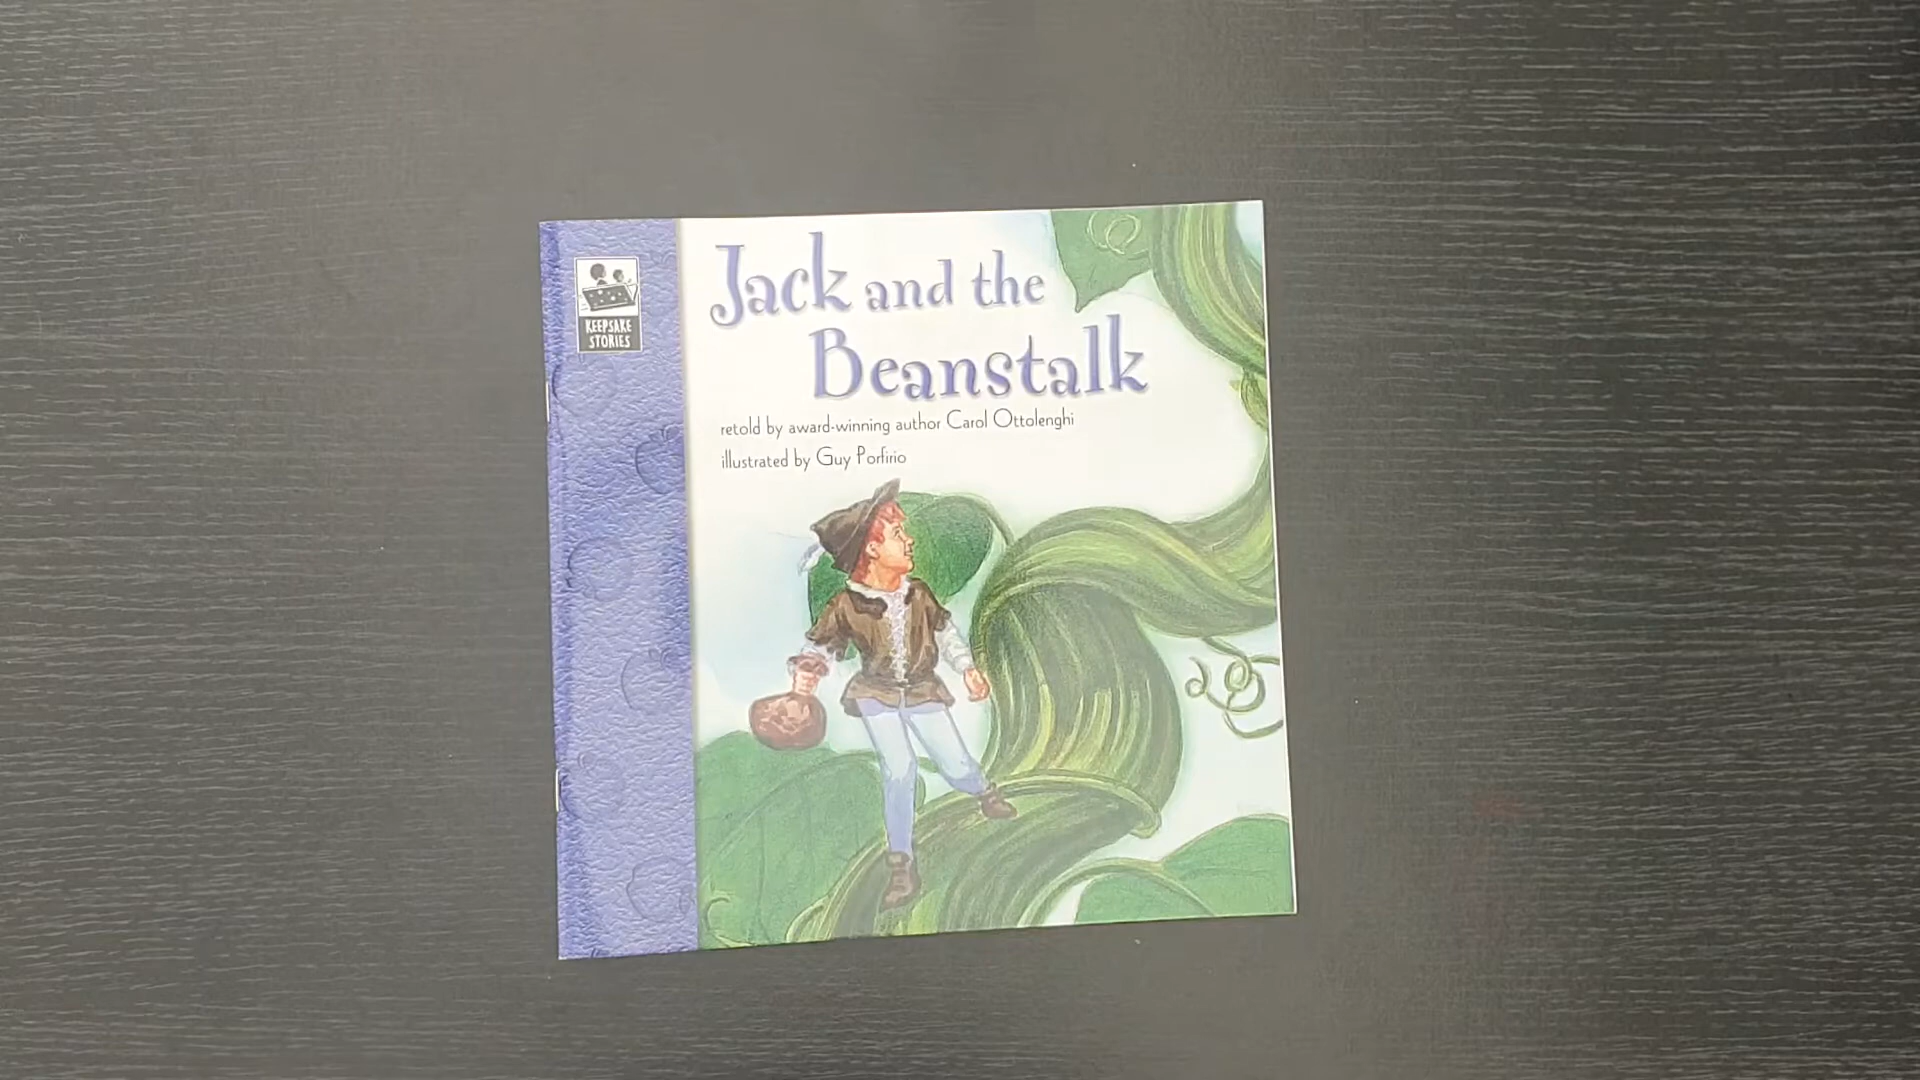 Jack and the
Beanstalk
retold by award-winning author Carol Ottolenghi
illustrated by Guy Porfirio
KEEPSAKE
STORIES